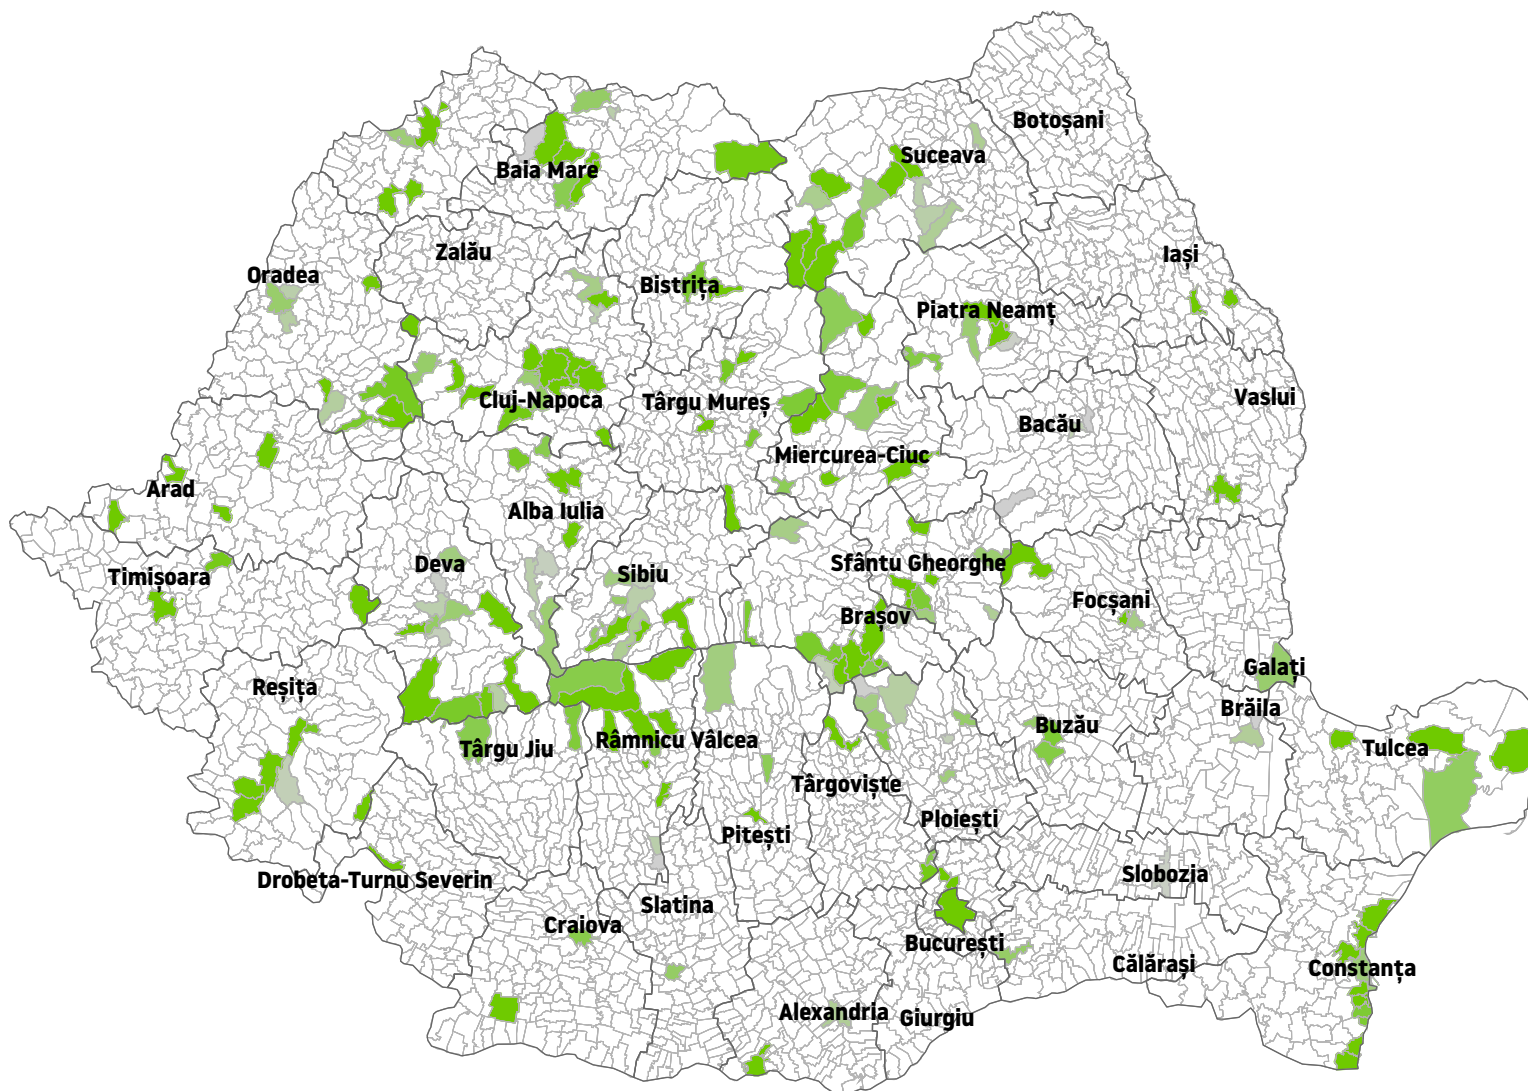 Botoșani
Suceava
Baia Mare
Zalău
Iași
Oradea
Bistrița
Piatra Neamț
Vaslui
Cluj-Napoca
Târgu Mureș
Bacău
Miercurea-Ciuc
Arad
Alba Iulia
Deva
Sfântu Gheorghe
Sibiu
Timișoara
Focșani
Brașov
Galați
Reșița
Brăila
Buzău
Râmnicu Vâlcea
Târgu Jiu
Tulcea
Târgoviște
Ploiești
Pitești
Slobozia
Drobeta-Turnu Severin
Slatina
Craiova
București
Călărași
Constanța
Alexandria
Giurgiu